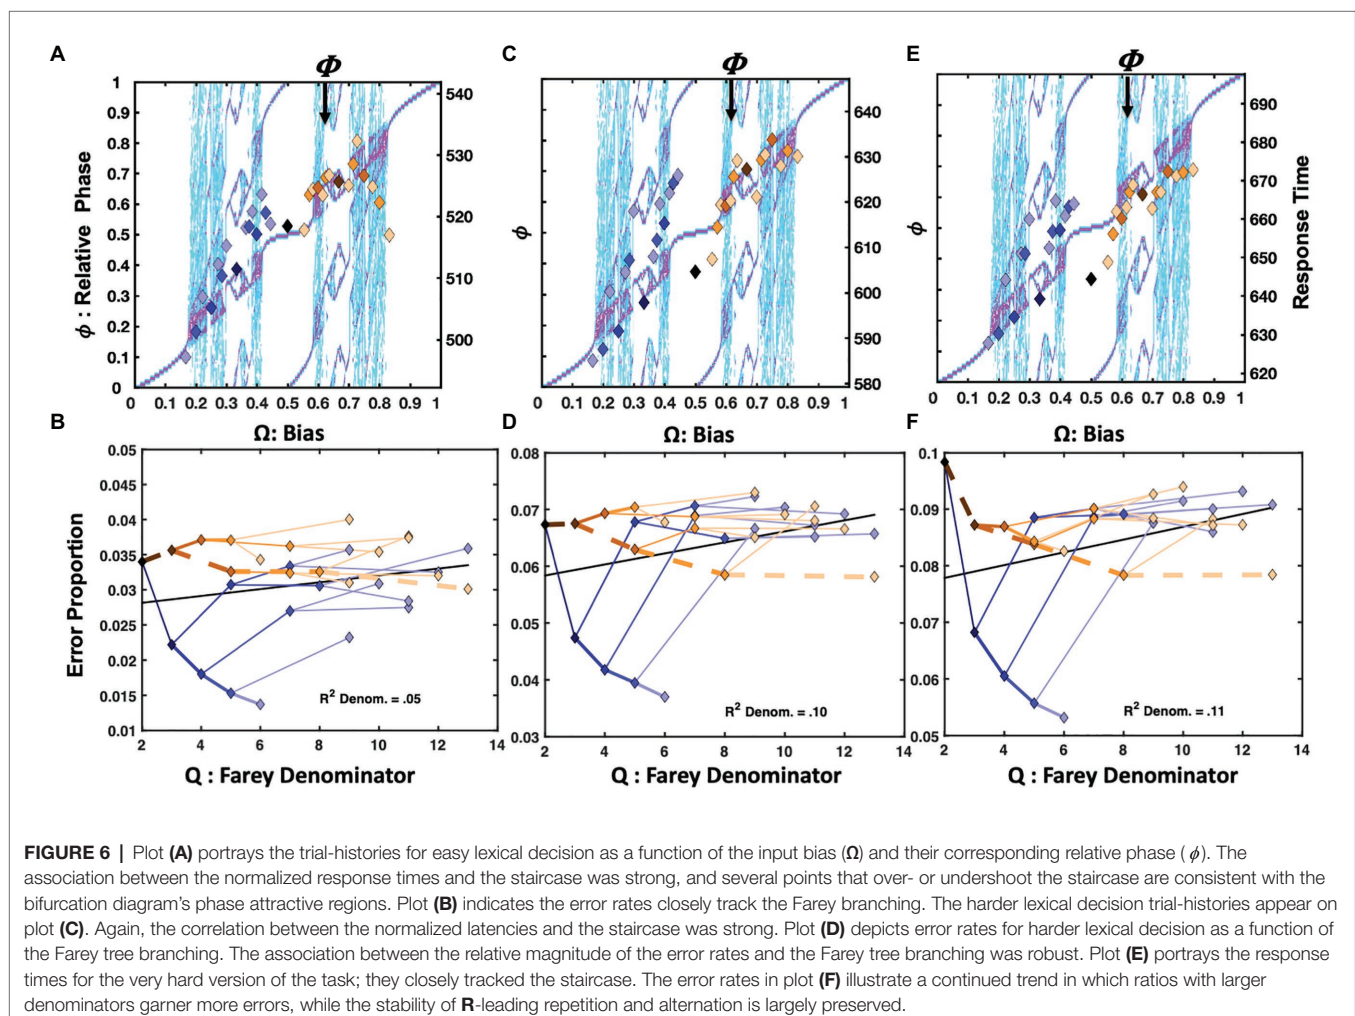 A
C
E
Φ
Φ
Φ
ϕ : Relative Phase
1
0.9
0.8
0.7
0.6
0.5
0.4
0.3
0.2
0.1
0
540
530
520
510
500
0 0.1 0.2 0.3 0.4 0.5 0.6 0.7 0.8 0.9 1
Ω: Bias
ϕ
640
630
620
610
600
590
580
0 0.1 0.2 0.3 0.4 0.5 0.6 0.7 0.8 0.9 1
Ω: Bias
ϕ
690
680
670
660
650
640
630
620
Response Time
0 0.1 0.2 0.3 0.4 0.5 0.6 0.7 0.8 0.9 1
Ω: Bias
B
Error Proportion
0.05
0.045
0.04
0.035
0.03
0.025
0.02
0.015
0.01
R² Denom. = .05
2 4 6 8 10 12 14
Q : Farey Denominator
D
0.08
0.07
0.06
0.05
0.04
0.03
R² Denom. = .10
2 4 6 8 10 12 14
Q : Farey Denominator
F
0.1
0.09
0.08
0.07
0.06
0.05
R² Denom. = .11
2 4 6 8 10 12 14
Q : Farey Denominator
FIGURE 6 | Plot (A) portrays the trial-histories for easy lexical decision as a function of the input bias (Ω) and their corresponding relative phase ( ϕ). The
association between the normalized response times and the staircase was strong, and several points that over- or undershoot the staircase are consistent with the
bifurcation diagram’s phase attractive regions. Plot (B) indicates the error rates closely track the Farey branching. The harder lexical decision trial-histories appear on
plot (C). Again, the correlation between the normalized latencies and the staircase was strong. Plot (D) depicts error rates for harder lexical decision as a function of
the Farey tree branching. The association between the relative magnitude of the error rates and the Farey tree branching was robust. Plot (E) portrays the response
times for the very hard version of the task; they closely tracked the staircase. The error rates in plot (F) illustrate a continued trend in which ratios with larger
denominators garner more errors, while the stability of R-leading repetition and alternation is largely preserved.